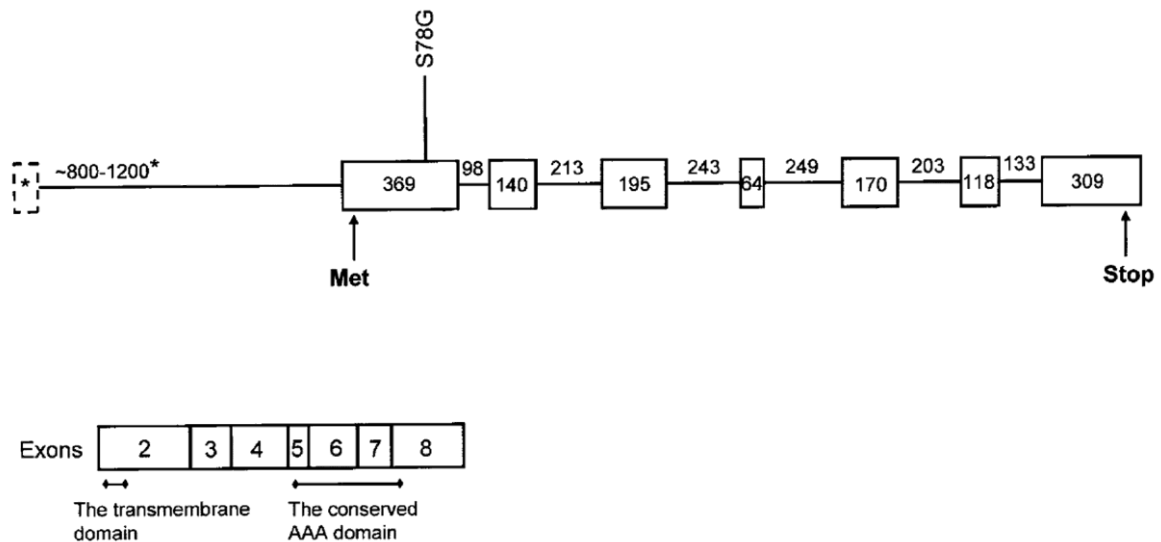 S78G
*
~800-1200*
369
98
140
213
195
243
64
249
170
203
118
133
309
Met
Stop
Exons
2
3
4
5
6
7
8
The transmembrane
domain
The conserved
AAA domain